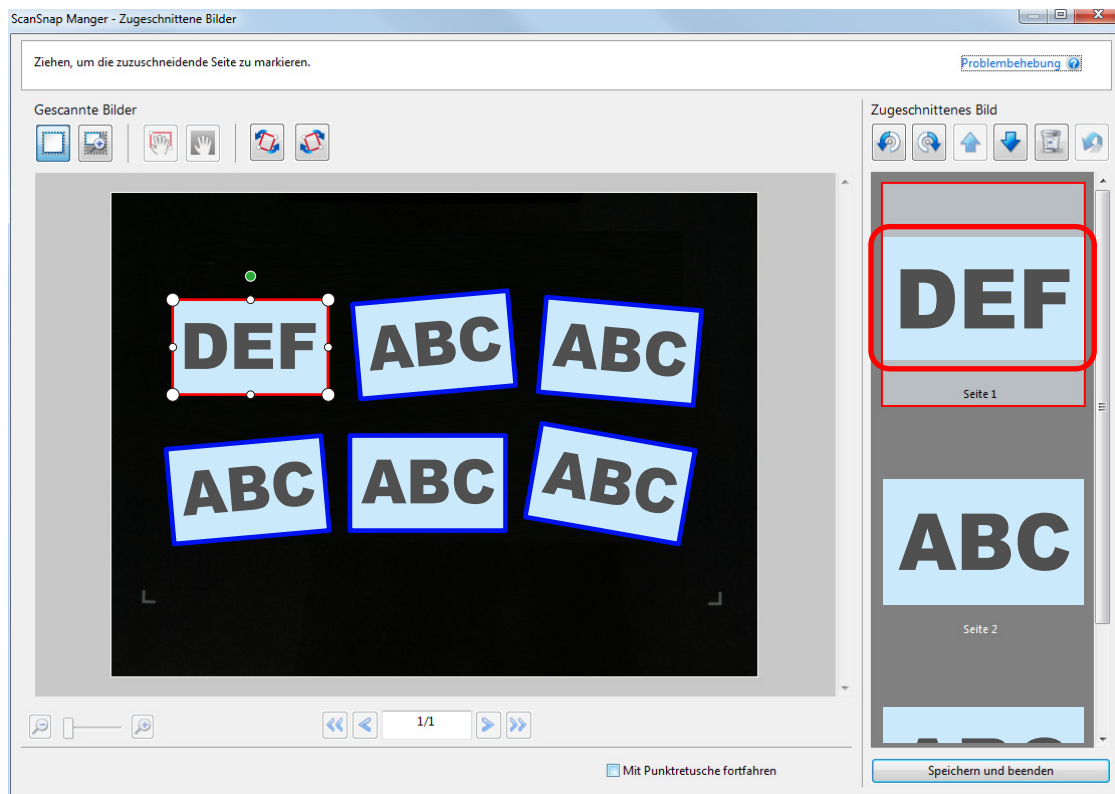 ScanSnap Manger - Zugeschnittene Bilder
Ziehen, um die zuzuschneidende Seite zu markieren.
Problembehebung ?
Gescannte Bilder
Zugeschnittenes Bild
DEF ABC ABC
ABC ABC ABC
DEF
Seite 1
ABC
Seite 2
ABC
1/1
Mit Punktretusche fortfahren
Speichern und beenden